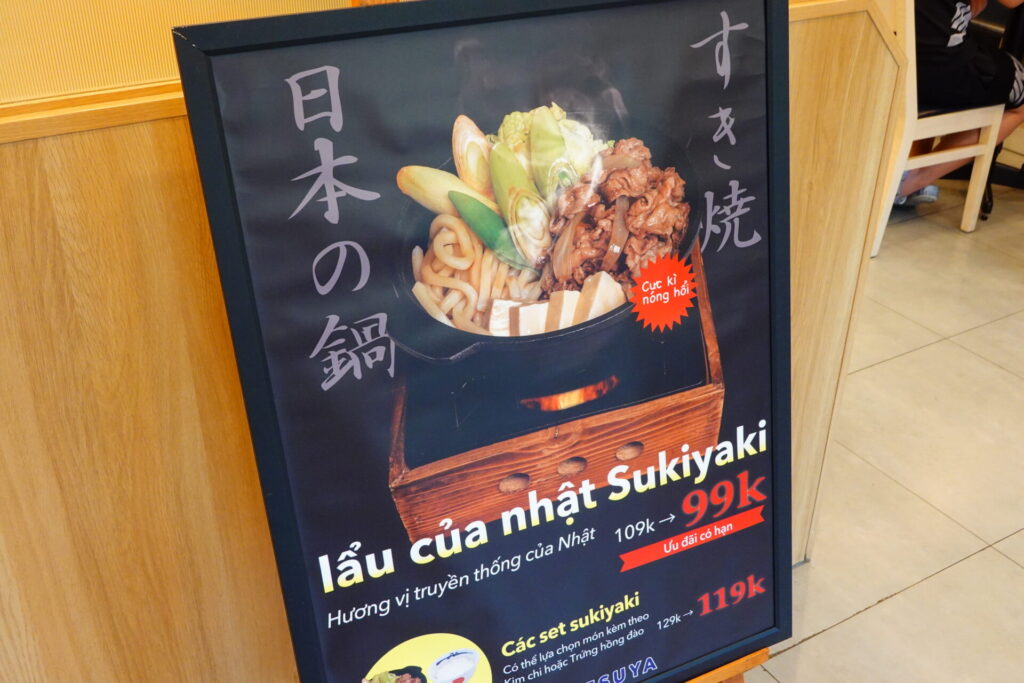 すき焼
日本の鍋
Cực kì
nóng hổi
lẩu của nhật Sukiyaki
Hương vị truyền thống của Nhật
109k → 99k
Ưu đãi có hạn
Các set sukiyaki
Có thể lựa chọn món kèm theo
Kim chi hoặc Trứng hồng đào
129k → 119k